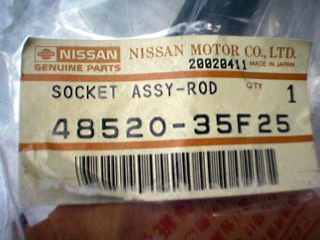 NISSAN NISSAN MOTOR CO., LTD.
GENUINE PARTS 20020411 MADE IN JAPAN
SOCKET ASSY-ROD QTY 1
48520-35F25